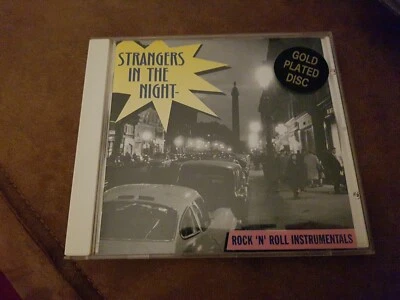 STRANGERS
IN THE
NIGHT-
GOLD
PLATED
DISC
ROCK 'N' ROLL INSTRUMENTALS